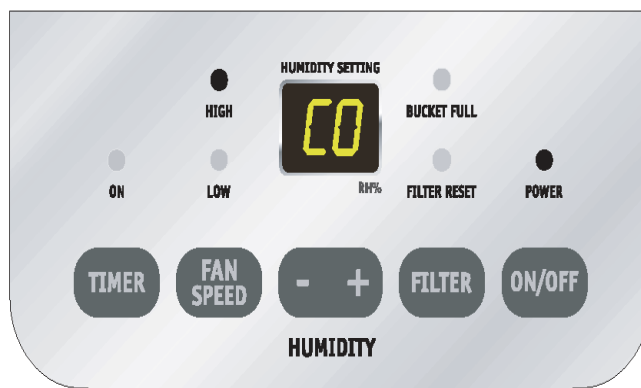 HUMIDITY SETTING
HIGH
CO
BUCKET FULL
ON
LOW
RH%
FILTER RESET
POWER
TIMER
FAN
SPEED
- +
FILTER
ON/OFF
HUMIDITY